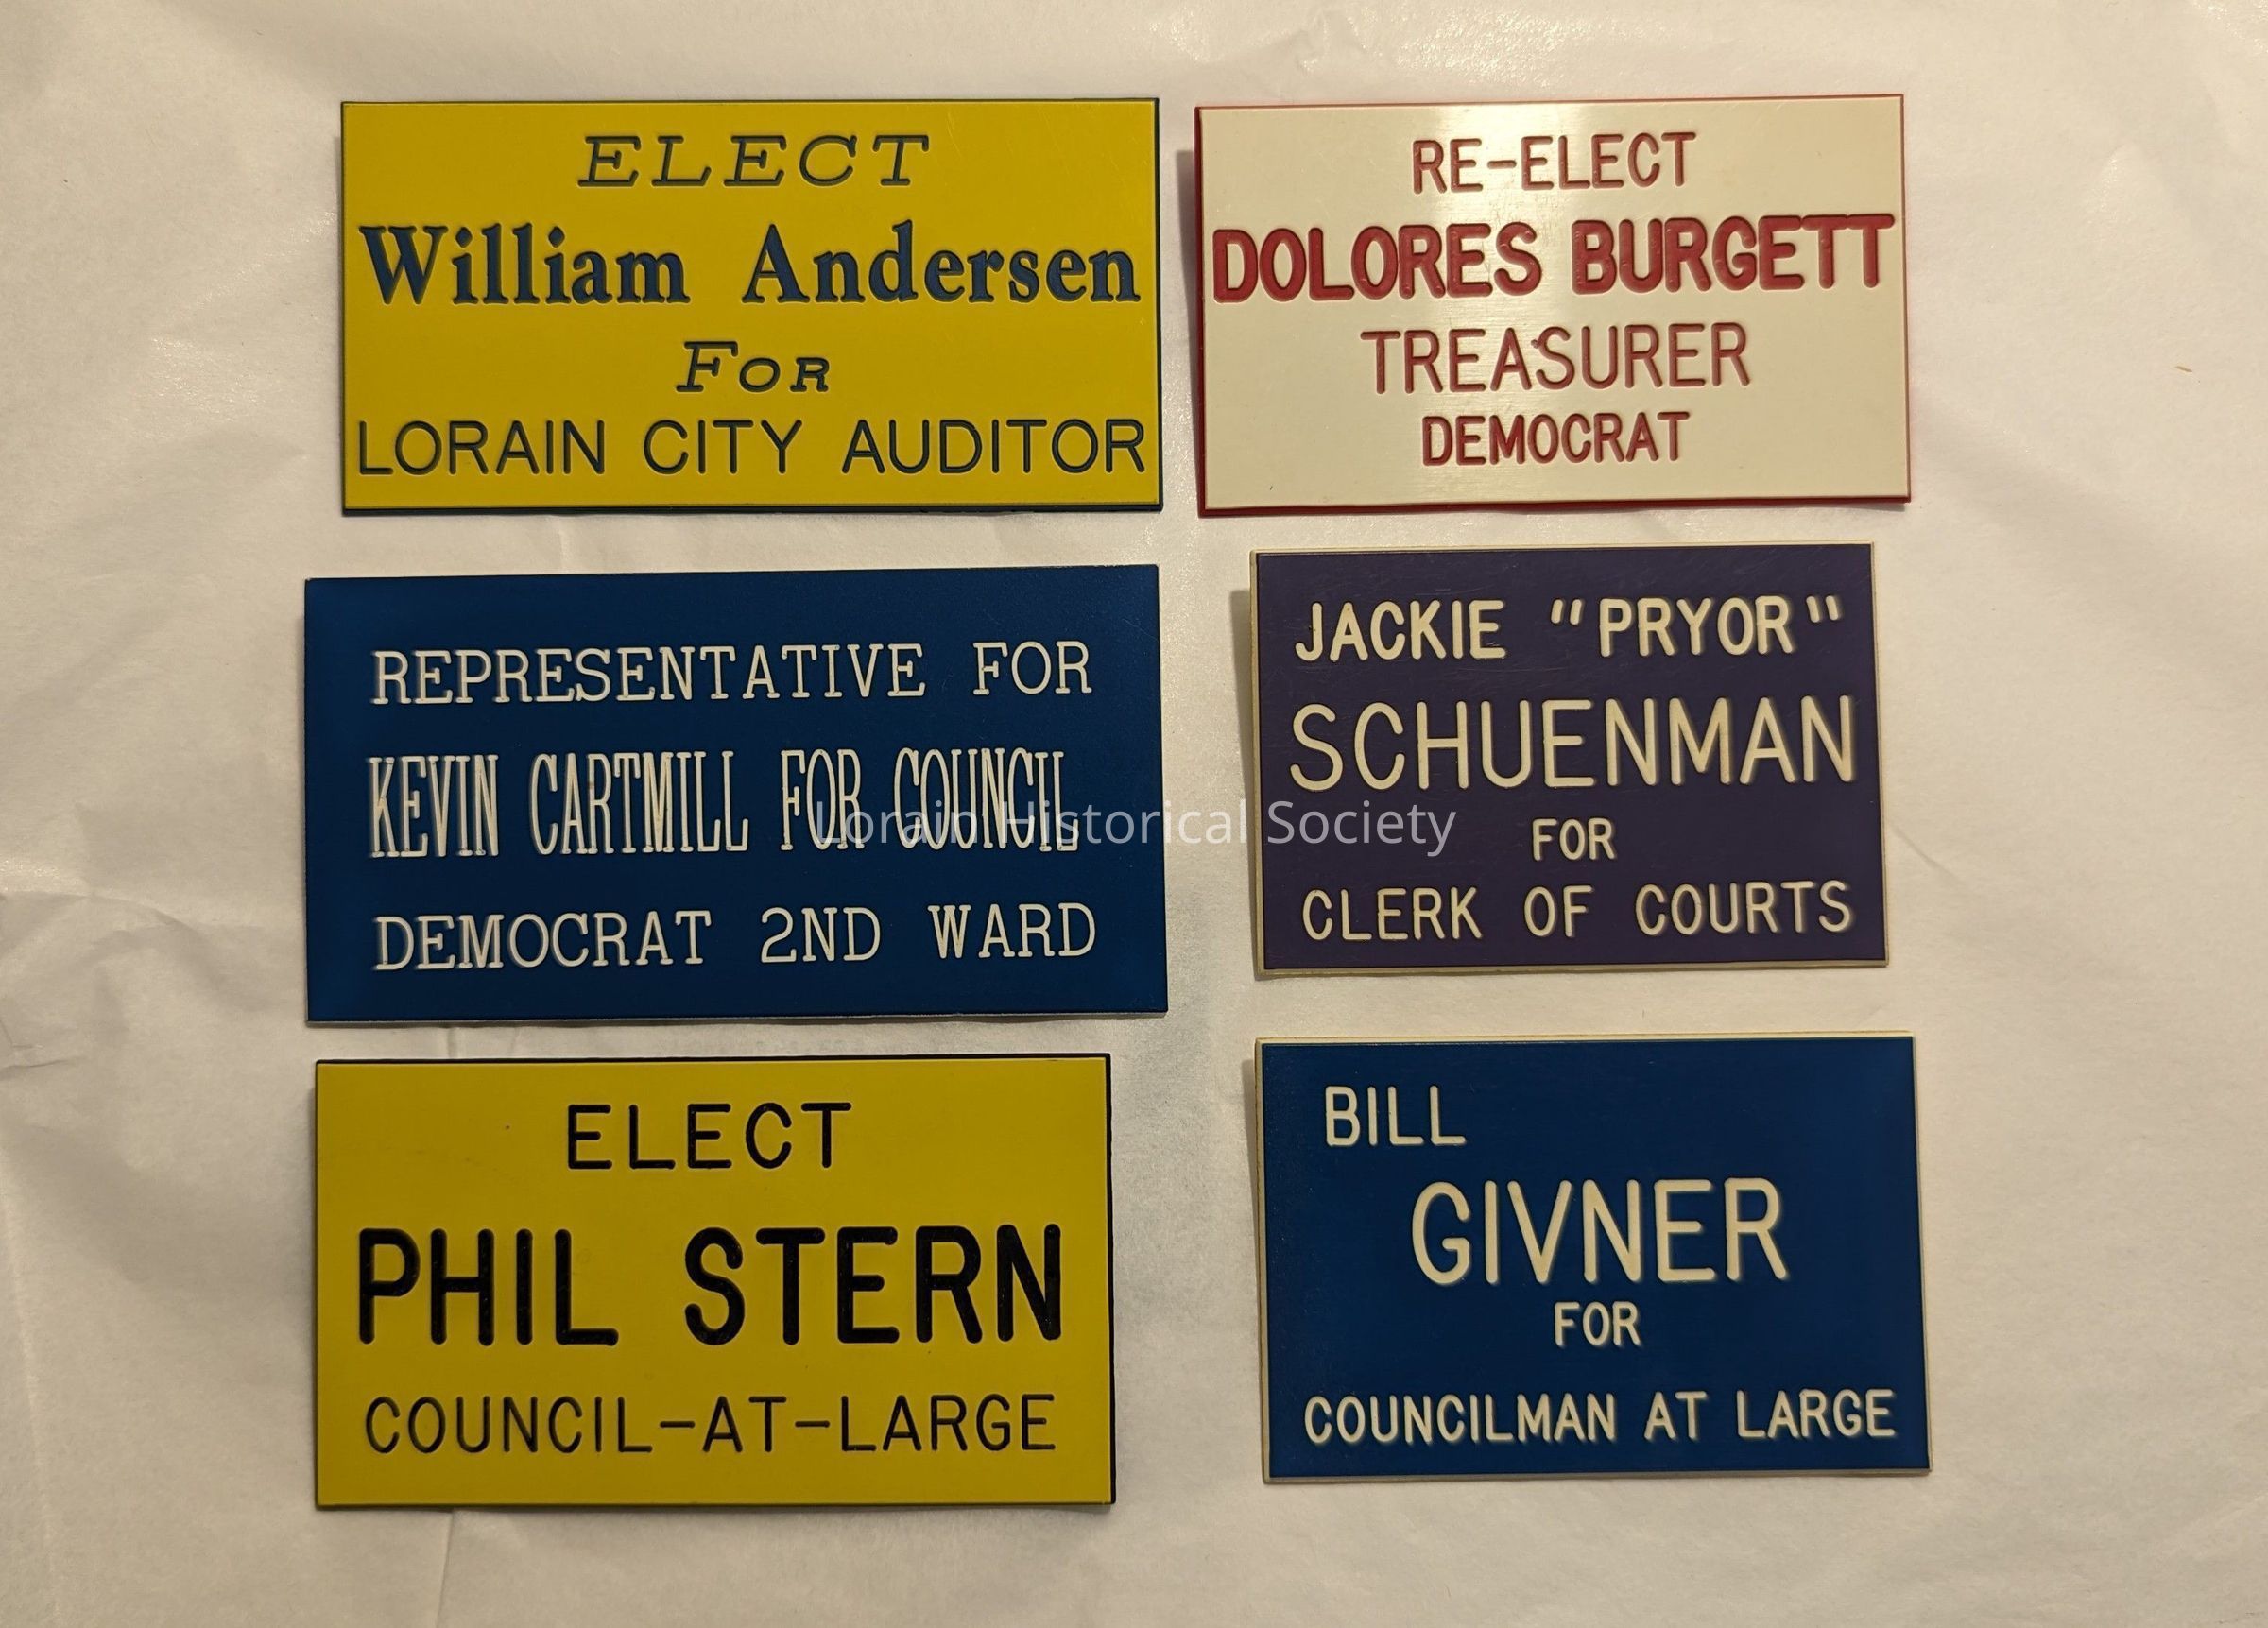 ELECT
William Andersen
FOR
LORAIN CITY AUDITOR
RE-ELECT
DOLORES BURGETT
TREASURER
DEMOCRAT
REPRESENTATIVE FOR
KEVIN CARTMILL FOR COUNCIL
DEMOCRAT 2ND WARD
JACKIE "PRYOR"
SCHUENMAN
FOR
CLERK OF COURTS
Lorain Historical Society
ELECT
PHIL STERN
COUNCIL-AT-LARGE
BILL
GIVNER
FOR
COUNCILMAN AT LARGE